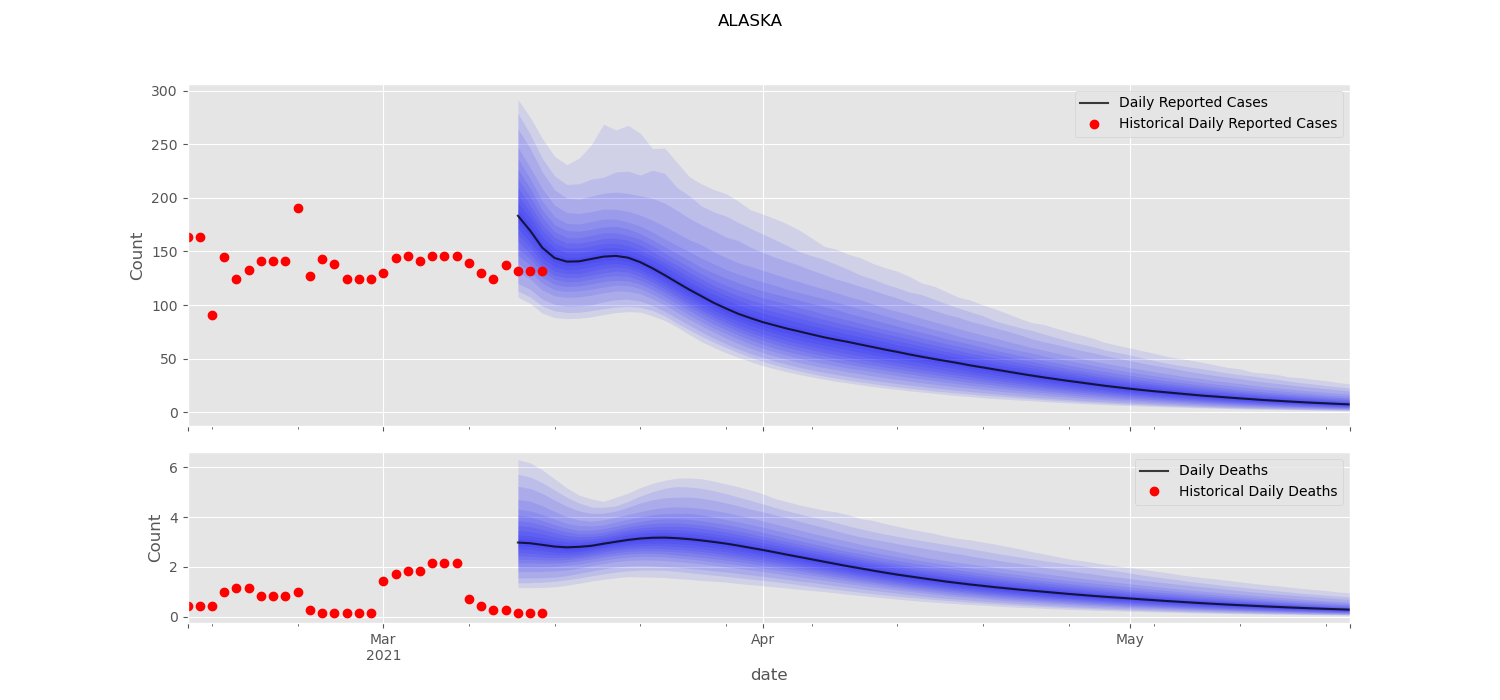 ALASKA
300
250
200
150
100
50
0
Count
Daily Reported Cases
Historical Daily Reported Cases
6
4
2
0
Count
Daily Deaths
Historical Daily Deaths
Mar
2021
Apr
May
date